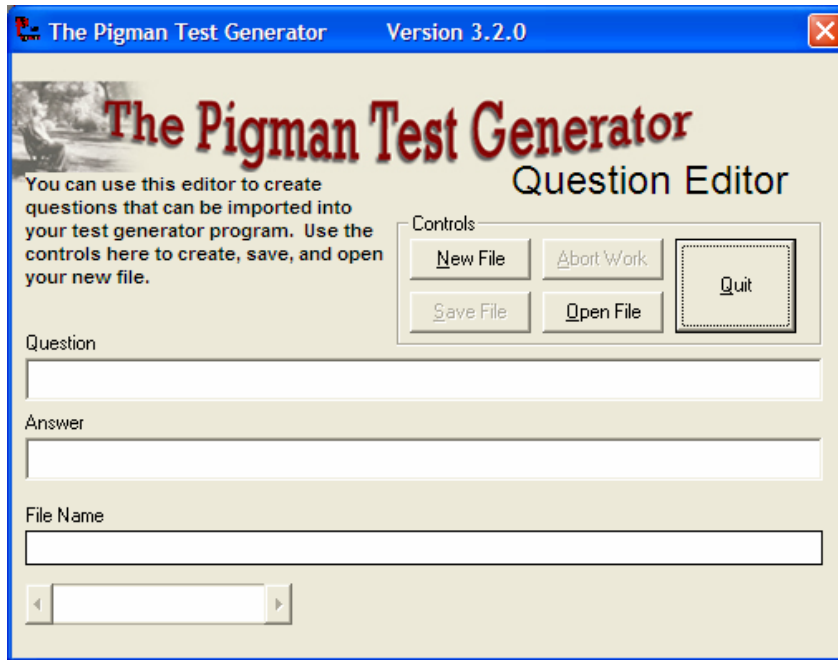 The Pigman Test Generator Version 3.2.0
The Pigman Test Generator
Question Editor
You can use this editor to create
questions that can be imported into
your test generator program. Use the
controls here to create, save, and open
your new file.
Controls
New File
Abort Work
Quit
Save File
Open File
Question
Answer
File Name